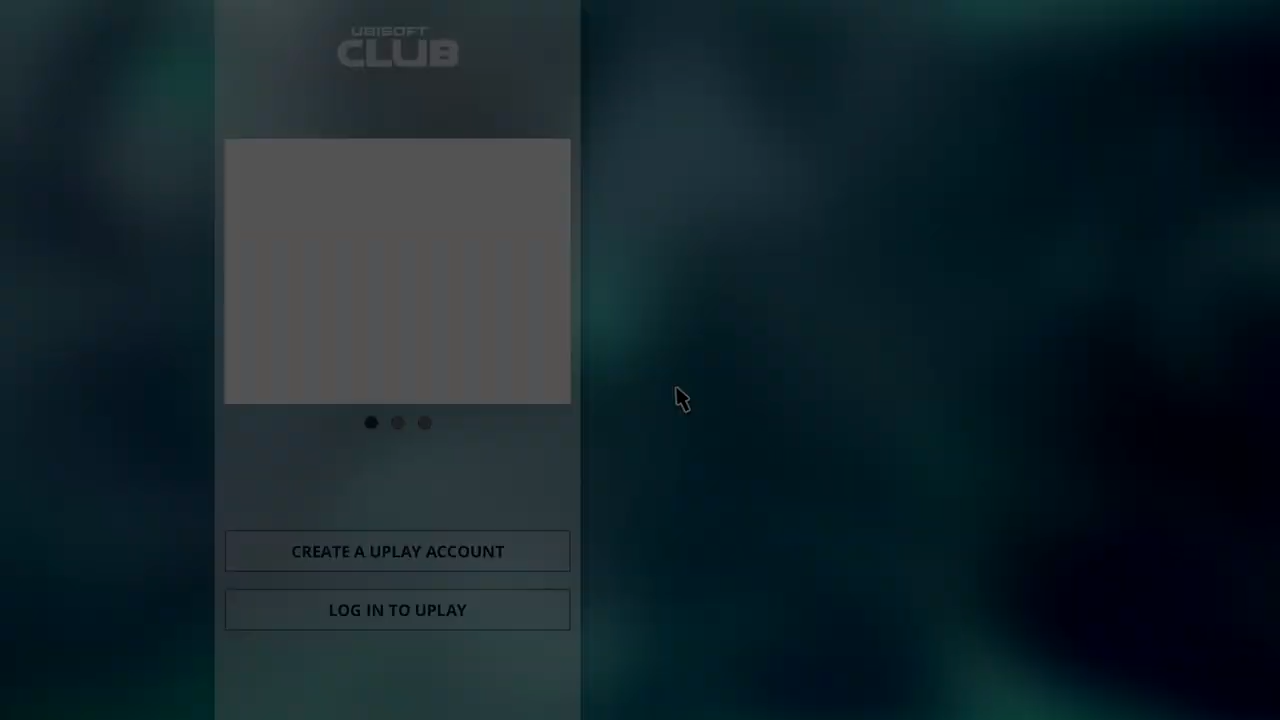 UBISOFT
CLUB
CREATE A UPLAY ACCOUNT
LOG IN TO UPLAY